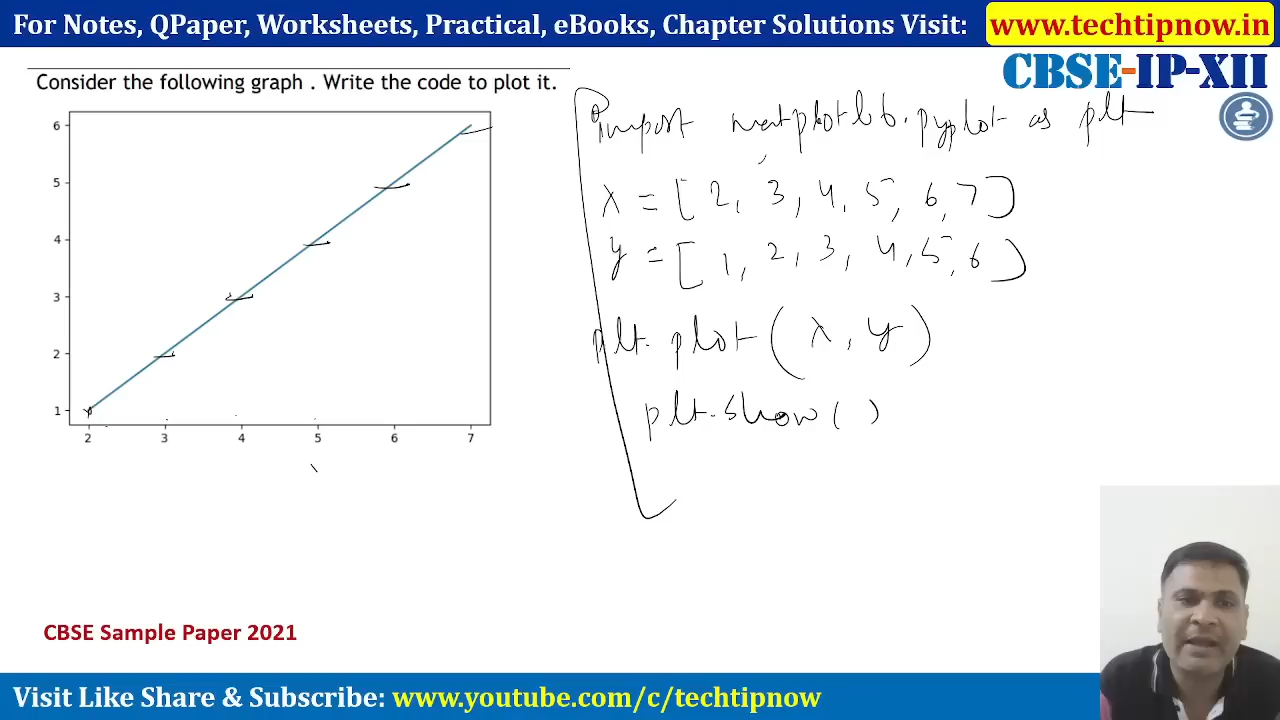 For Notes, QPaper, Worksheets, Practical, eBooks, Chapter Solutions Visit: www.techtipnow.in
CBSE-IP-XII
Consider the following graph . Write the code to plot it.
6
5
4
3
2
1
2 3 4 5 6 7
import matplotlib.pyplot as plt
x = [2, 3, 4, 5, 6, 7]
y = [1, 2, 3, 4, 5, 6]
plt.plot(x, y)
plt.show()
CBSE Sample Paper 2021
Visit Like Share & Subscribe: www.youtube.com/c/techtipnow